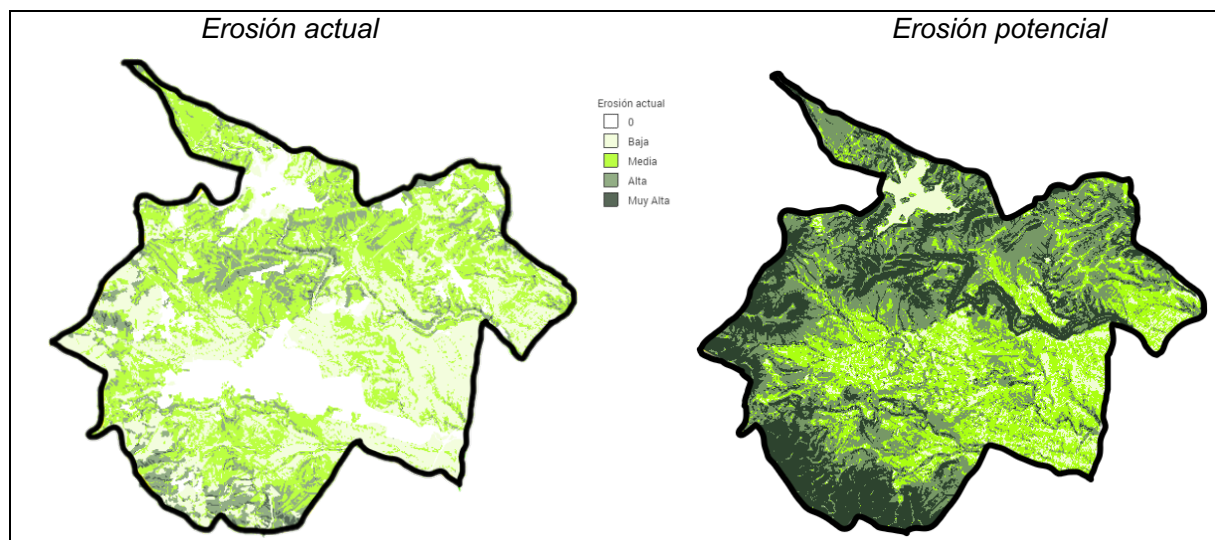 Erosión actual
Erosión potencial
Erosión actual
0
Baja
Media
Alta
Muy Alta